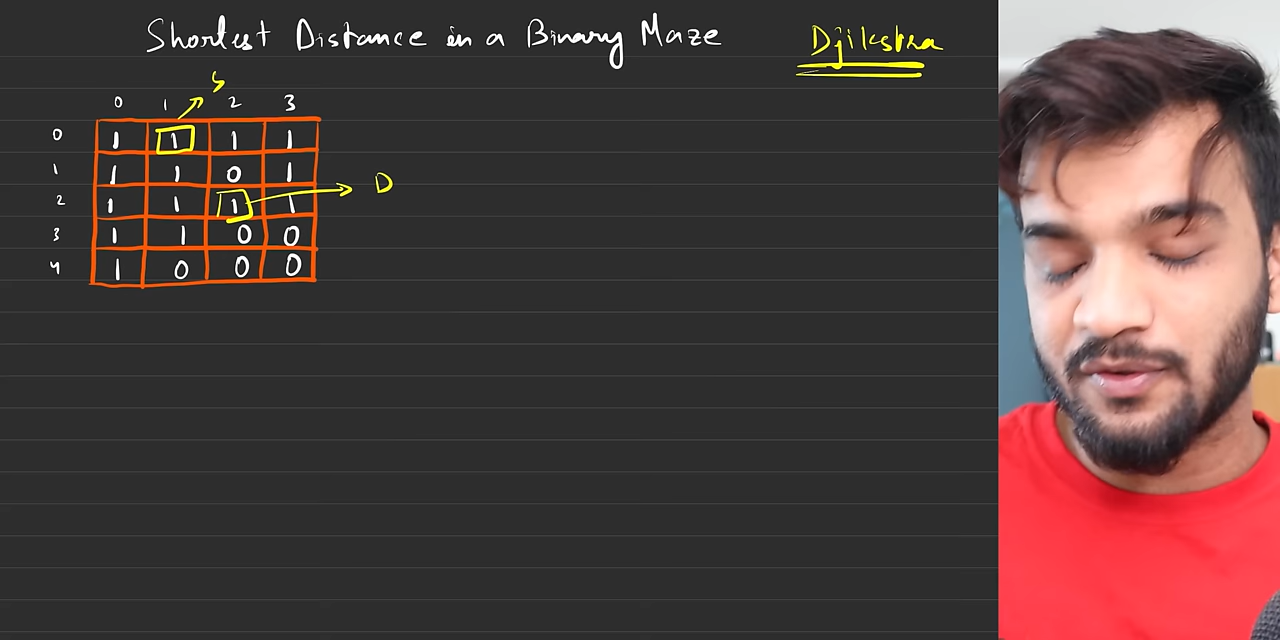 Shortest Distance in a Binary Maze Djikstra
S
0 1 2 3
0 1 1 1 1
1 1 1 0 1
D
2 1 1 1 1
3 1 1 0 0
4 1 0 0 0